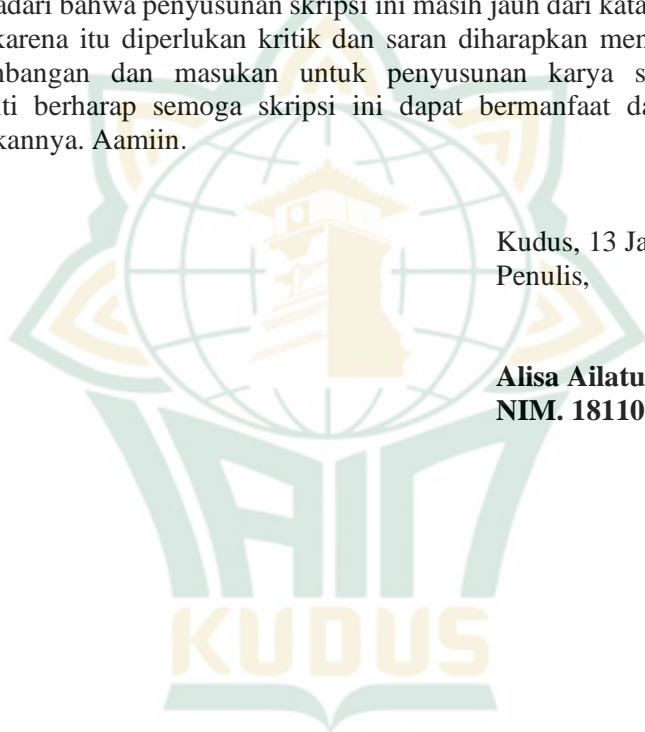 adari bahwa penyusunan skripsi ini masih jauh dari kata
karena itu diperlukan kritik dan saran diharapkan men
mbangan dan masukan untuk penyusunan karya s
ti berharap semoga skripsi ini dapat bermanfaat da
kannya. Aamiin.
Kudus, 13 Ja
Penulis,
Alisa Ailatu
NIM. 18110
IAIN
KUDUS